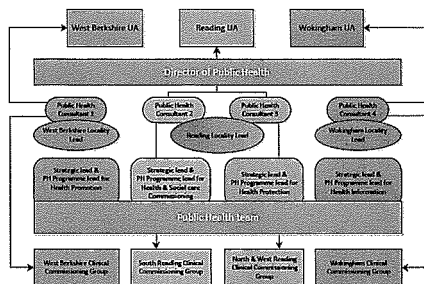 West Berkshire UA
Reading UA
Wokingham UA
Director of Public Health
Public Health
Consultant 1
Public Health
Consultant 2
Public Health
Consultant 3
Public Health
Consultant 4
West Berkshire Locality
Lead
Reading Locality
Lead
Wokingham Locality
Lead
Strategic lead &
PH Programme lead for
Health Promotion
Strategic lead &
PH Programme lead for
Health & Social care
Commissioning
Strategic lead &
PH Programme lead for
Health Protection
Strategic lead &
PH Programme lead for
Health Information
Public Health team
West Berkshire Clinical
Commissioning Group
South Reading Clinical
Commissioning Group
North & West Reading
Clinical Commissioning
Group
Wokingham Clinical
Commissioning Group